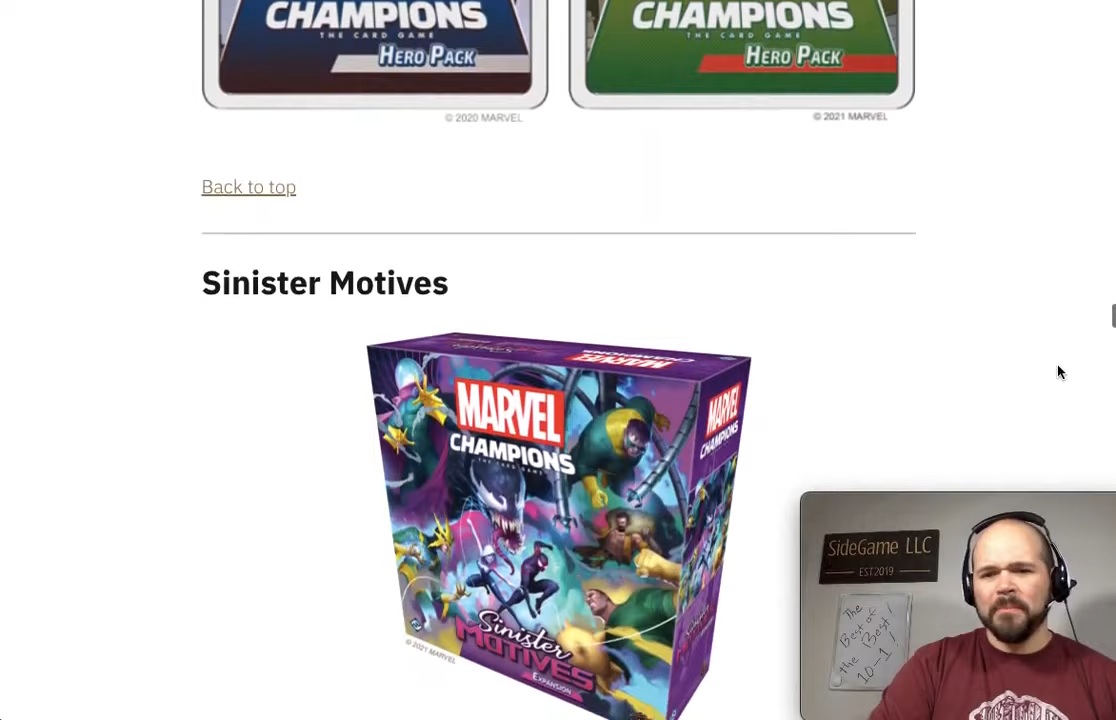 CHAMPIONS
THE CARD GAME
HERO PACK
© 2020 MARVEL
CHAMPIONS
THE CARD GAME
HERO PACK
© 2021 MARVEL
Back to top
Sinister Motives
MARVEL
MARVEL
CHAMPIONS
THE CARD GAME
MARVEL
CHAMPIONS
Sinister
MOTIVES
EXPANSION
© 2021 MARVEL
SideGame LLC
EST2019
The
Best of
the Best!
10-1!